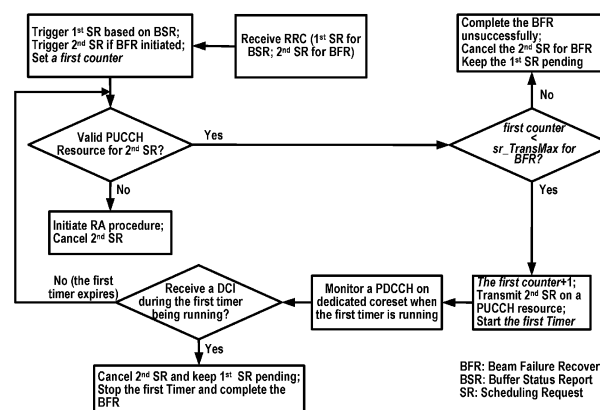 Trigger 1st SR based on BSR;
Trigger 2nd SR if BFR initiated;
Set a first counter
Receive RRC (1st SR for
BSR; 2nd SR for BFR)
Complete the BFR
unsuccessfully;
Cancel the 2nd SR for BFR
Keep the 1st SR pending
No
Valid PUCCH
Resource for 2nd SR?
Yes
first counter
<
sr_TransMax for
BFR?
No
Yes
Initiate RA procedure;
Cancel 2nd SR
No (the first
timer expires)
Receive a DCI
during the first timer
being running?
Monitor a PDCCH on
dedicated coreset when
the first timer is running
The first counter+1;
Transmit 2nd SR on a
PUCCH resource;
Start the first Timer
Yes
Cancel 2nd SR and keep 1st SR pending;
Stop the first Timer and complete the
BFR
BFR: Beam Failure Recover
BSR: Buffer Status Report
SR: Scheduling Request